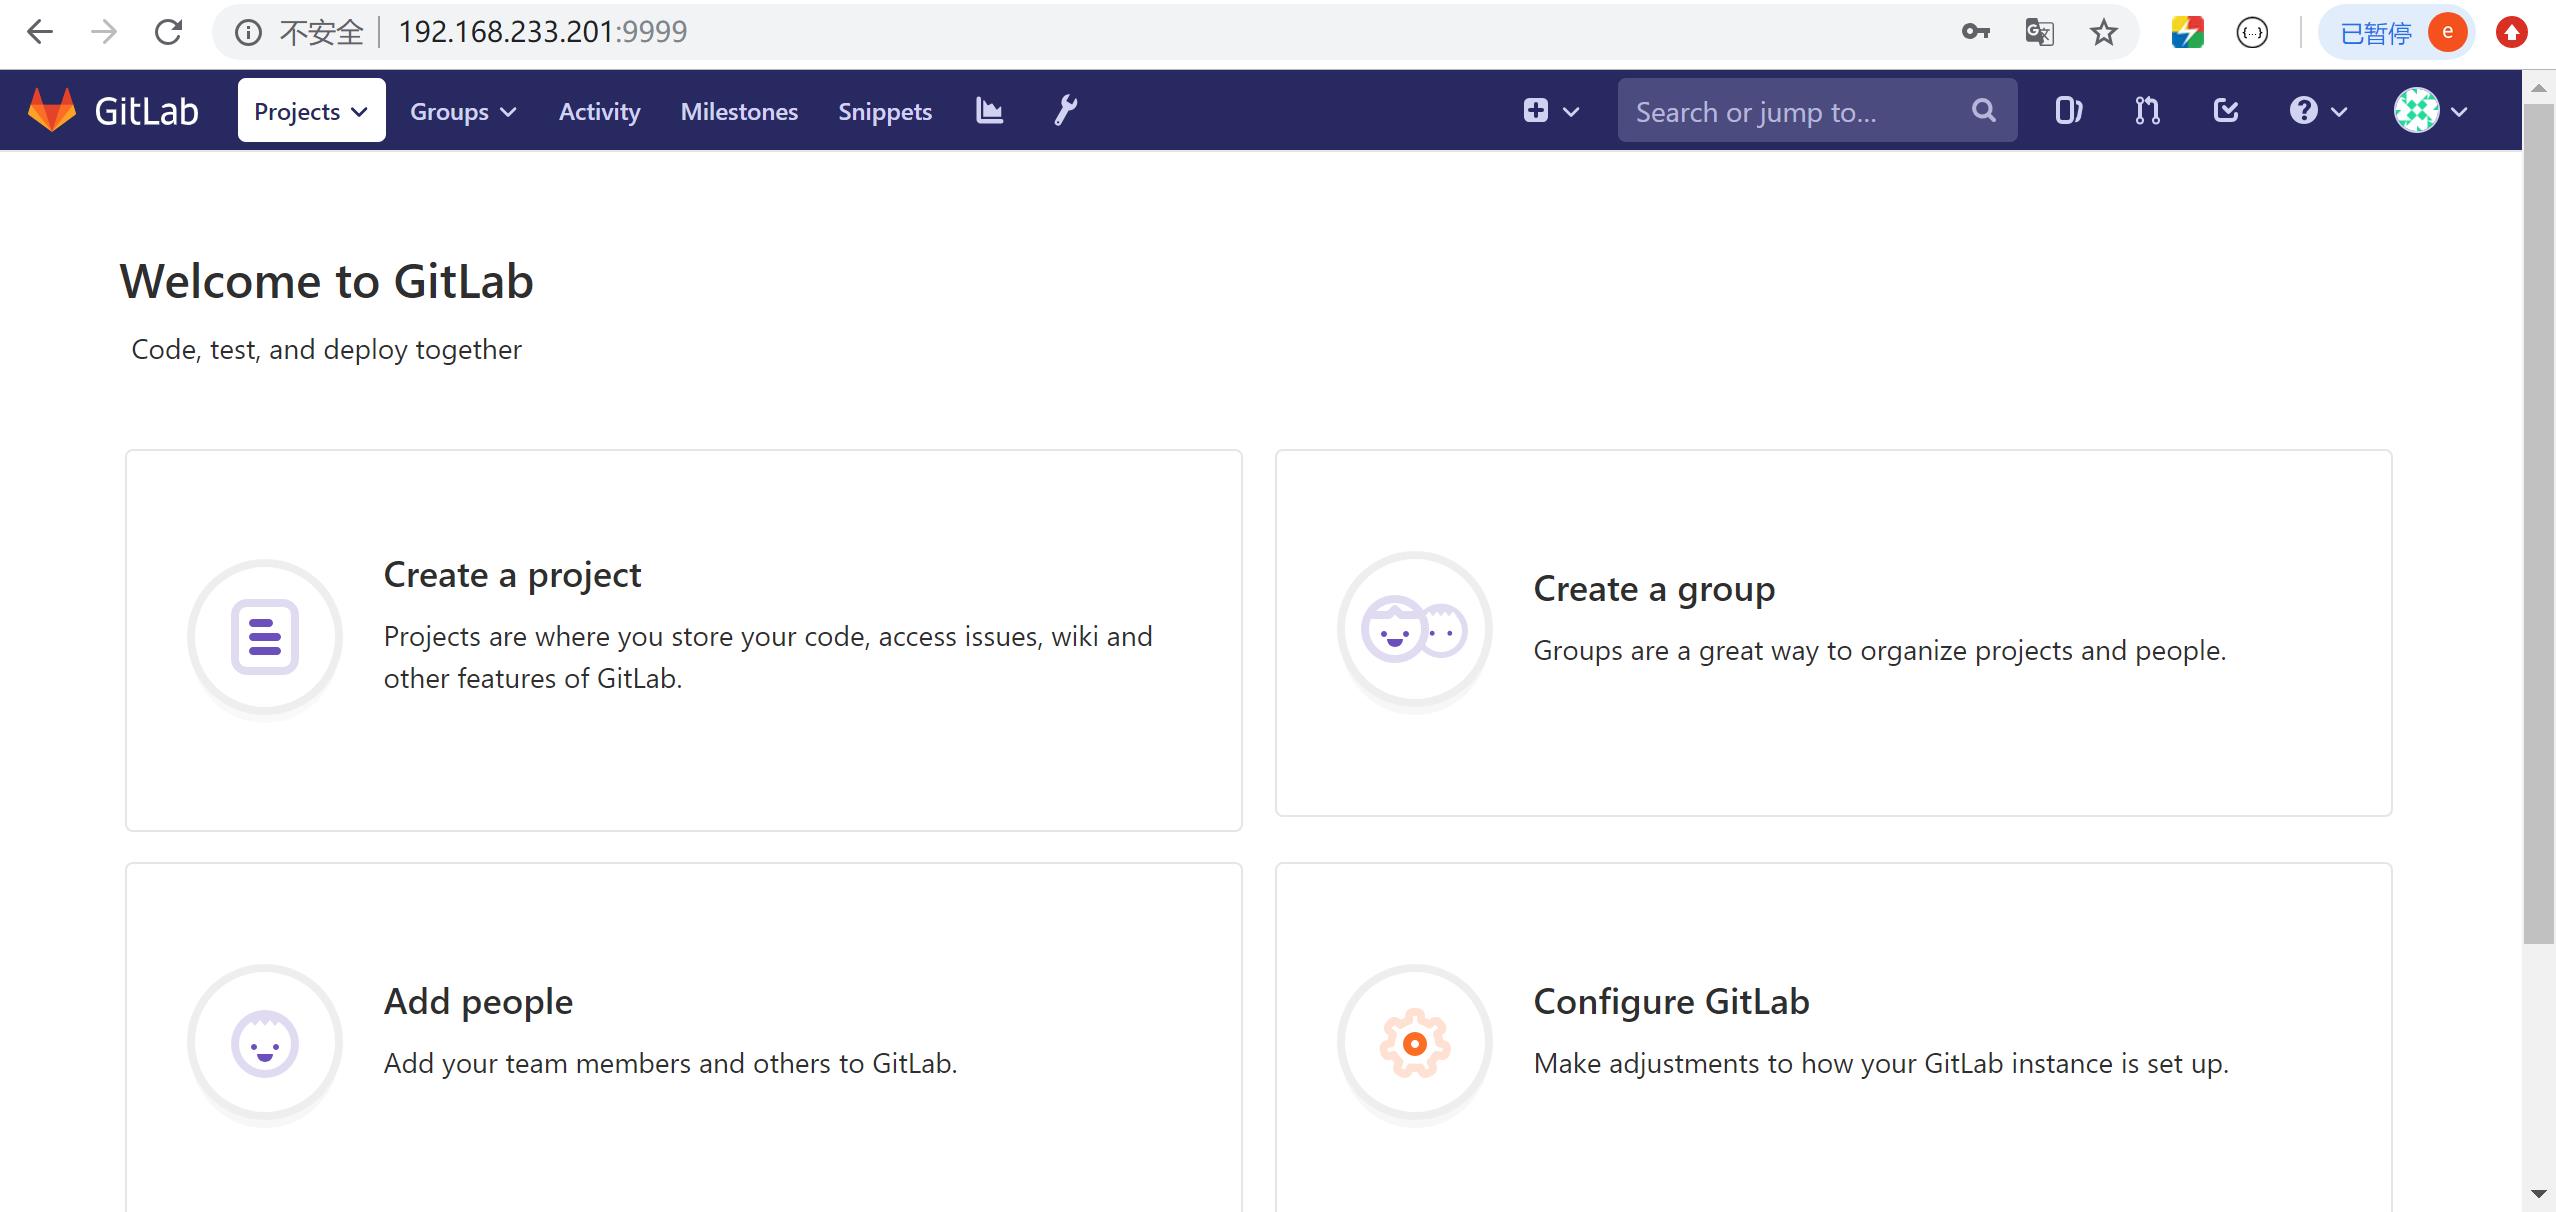 不安全 192.168.233.201:9999 已暂停 e
GitLab Projects Groups Activity Milestones Snippets Search or jump to...
Welcome to GitLab
Code, test, and deploy together
Create a project
Projects are where you store your code, access issues, wiki and
other features of GitLab.
Create a group
Groups are a great way to organize projects and people.
Add people
Add your team members and others to GitLab.
Configure GitLab
Make adjustments to how your GitLab instance is set up.